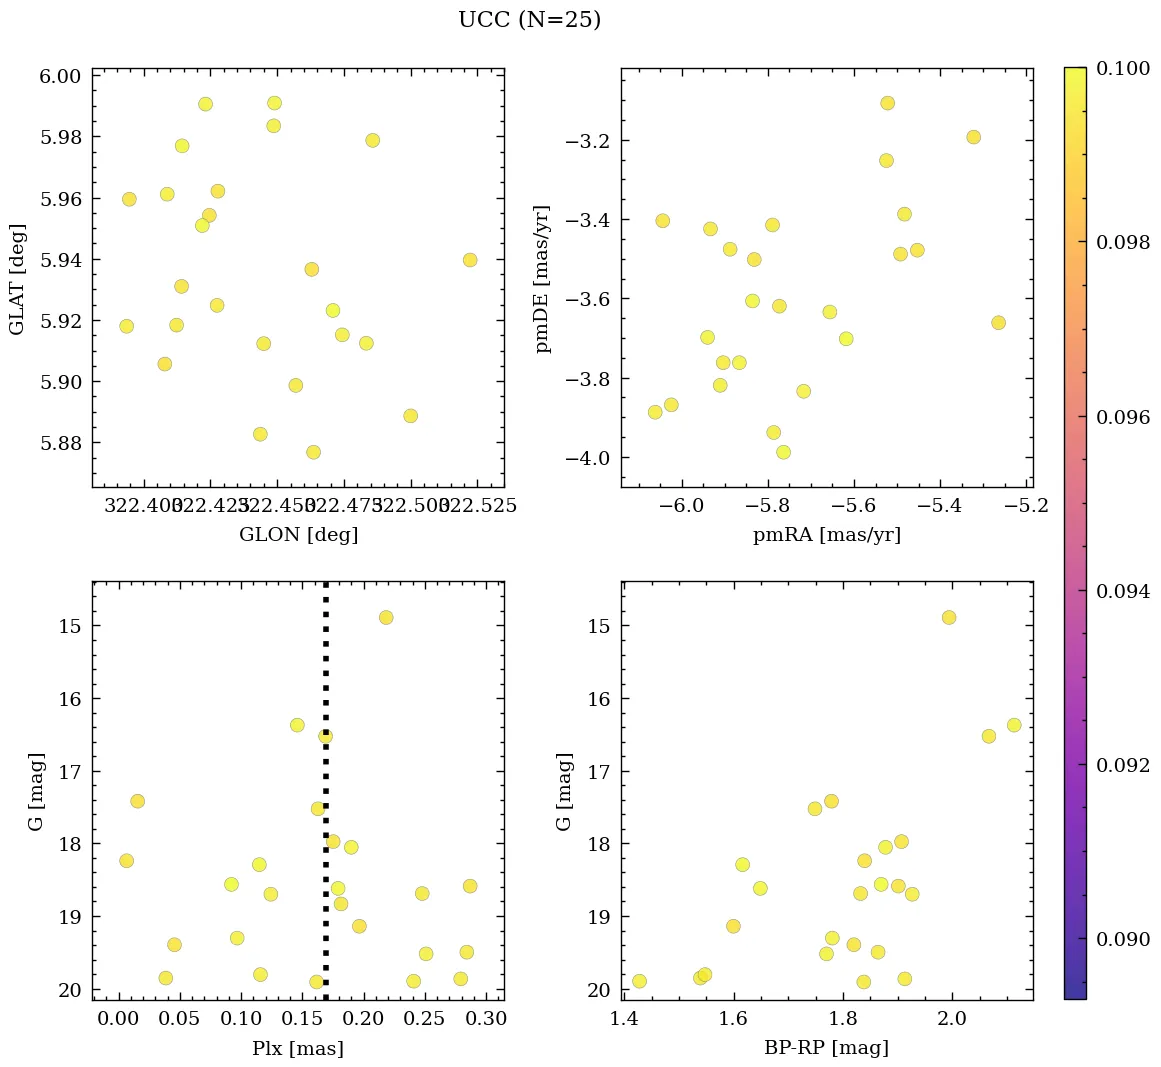 UCC (N=25)
6.00
5.98
5.96
5.94
5.92
5.90
5.88
GLAT [deg]
322.400 322.425 322.450 322.475 322.500 322.525
GLON [deg]
−3.2
−3.4
−3.6
−3.8
−4.0
pmDE [mas/yr]
−6.0 −5.8 −5.6 −5.4 −5.2
pmRA [mas/yr]
15
16
17
18
19
20
G [mag]
0.00 0.05 0.10 0.15 0.20 0.25 0.30
Plx [mas]
15
16
17
18
19
20
G [mag]
1.4 1.6 1.8 2.0
BP-RP [mag]
0.100
0.098
0.096
0.094
0.092
0.090